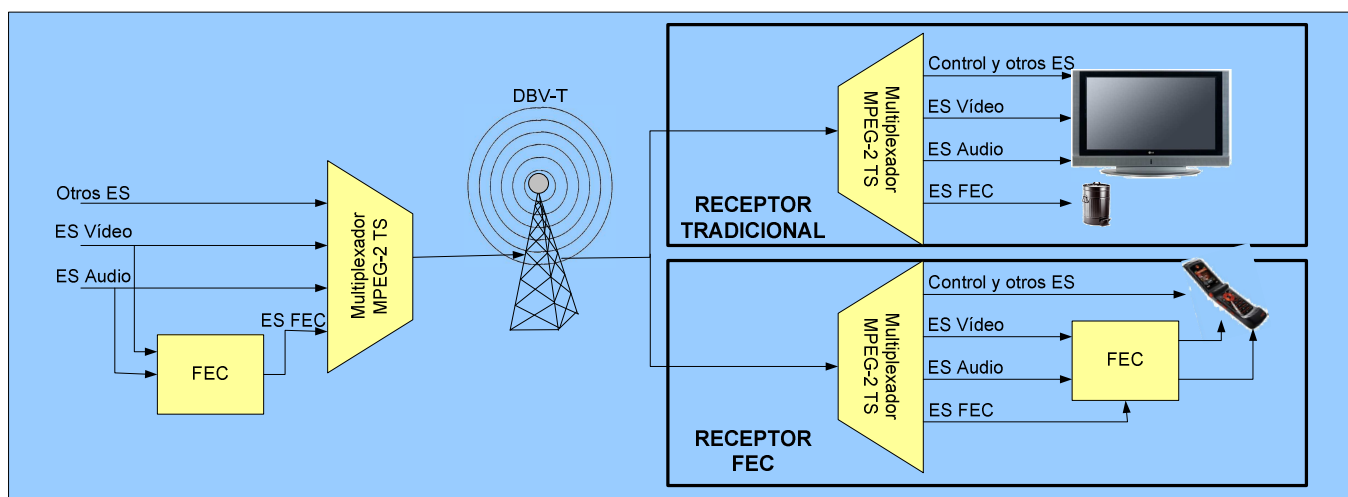 Otros ES
ES Vídeo
ES Audio
FEC
ES FEC
Multiplexador
MPEG-2 TS
DBV-T
Multiplexador
MPEG-2 TS
Control y otros ES
ES Vídeo
ES Audio
ES FEC
RECEPTOR
TRADICIONAL
Multiplexador
MPEG-2 TS
Control y otros ES
ES Vídeo
ES Audio
ES FEC
FEC
RECEPTOR
FEC